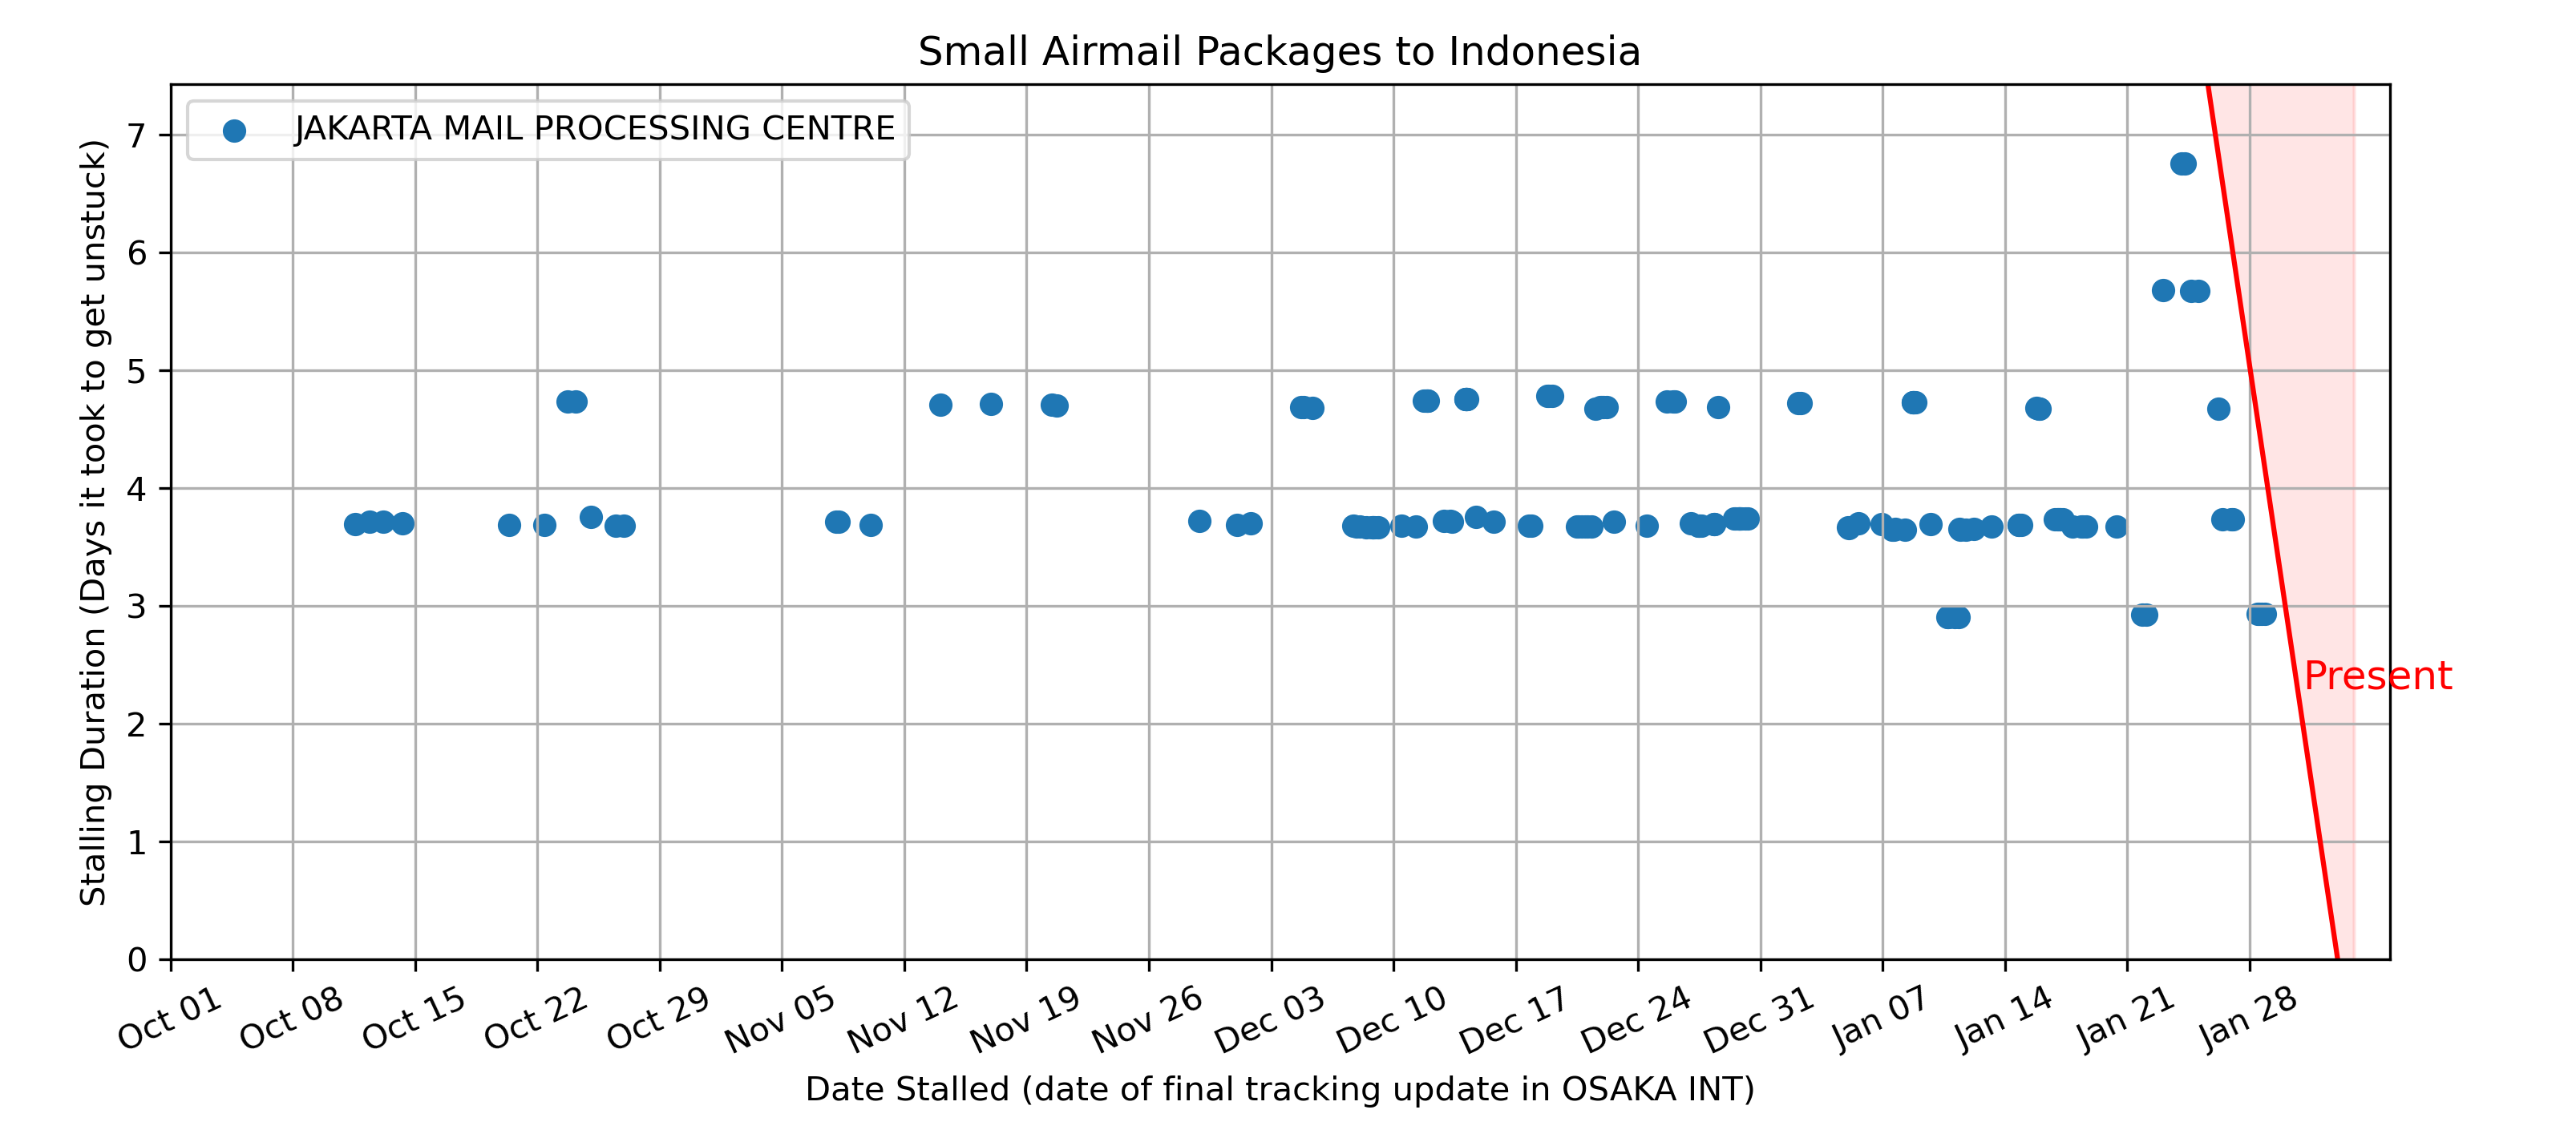 Small Airmail Packages to Indonesia
JAKARTA MAIL PROCESSING CENTRE
Stalling Duration (Days it took to get unstuck)
7
6
5
4
3
2
1
0
Present
Oct 01
Oct 08
Oct 15
Oct 22
Oct 29
Nov 05
Nov 12
Nov 19
Nov 26
Dec 03
Dec 10
Dec 17
Dec 24
Dec 31
Jan 07
Jan 14
Jan 21
Jan 28
Date Stalled (date of final tracking update in OSAKA INT)